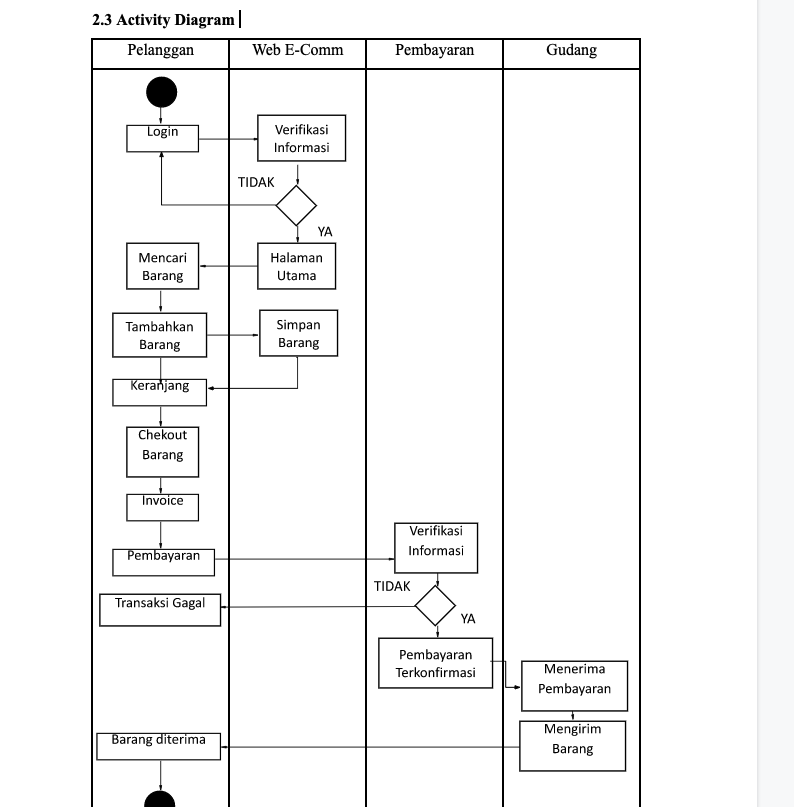 2.3 Activity Diagram
Pelanggan
Web E-Comm
Pembayaran
Gudang
Login
Verifikasi
Informasi
TIDAK
YA
Mencari
Barang
Halaman
Utama
Tambahkan
Barang
Simpan
Barang
Keranjang
Chekout
Barang
Invoice
Pembayaran
Verifikasi
Informasi
TIDAK
Transaksi Gagal
YA
Pembayaran
Terkonfirmasi
Menerima
Pembayaran
Mengirim
Barang
Barang diterima